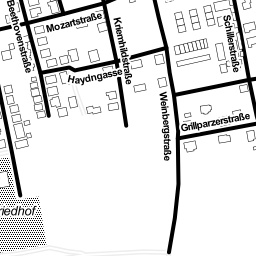 Beethovenstraße
Mozartstraße
Kriemhildstraße
Schillerstraße
Haydngasse
Weinbergstraße
Grillparzerstraße
iedhof